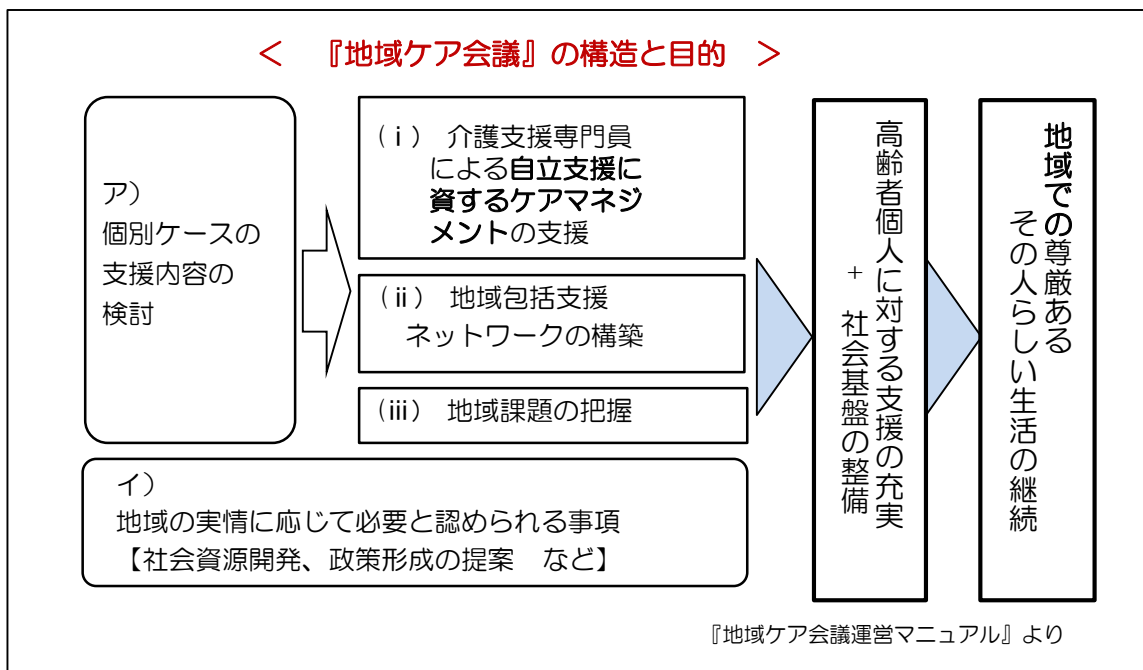 ＜ 『地域ケア会議』の構造と目的 ＞
ア）
個別ケースの
支援内容の
検討
（ⅰ） 介護支援専門員
による自立支援に
資するケアマネジ
メントの支援
（ⅱ） 地域包括支援
ネットワークの構築
（ⅲ） 地域課題の把握
イ）
地域の実情に応じて必要と認められる事項
【社会資源開発、政策形成の提案　など】
高齢者個人に対する支援の充実
＋ 社会基盤の整備
地域での尊厳ある
その人らしい生活の継続
『地域ケア会議運営マニュアル』より